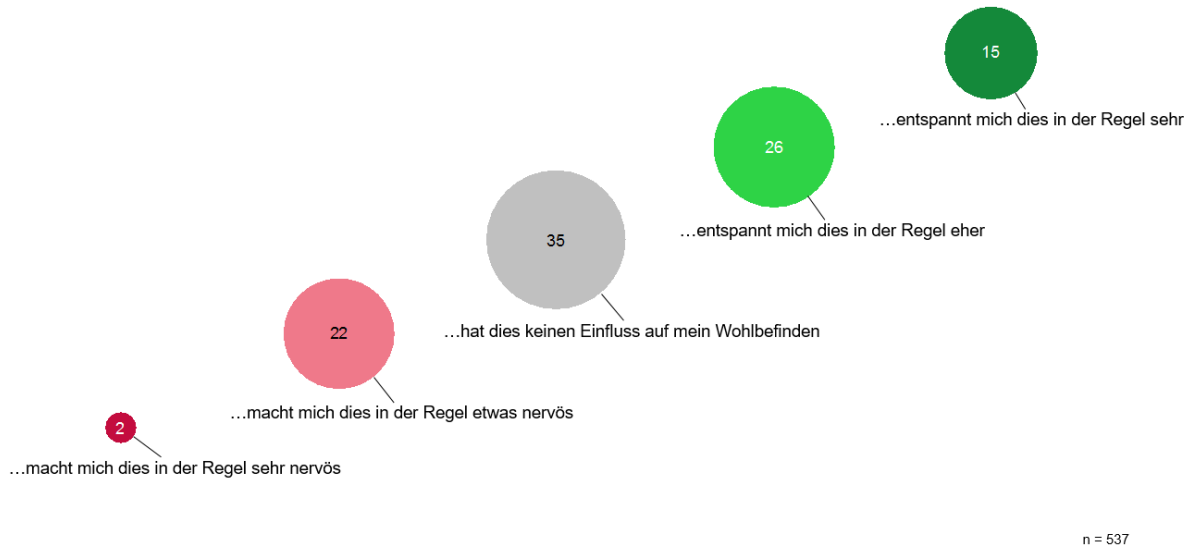 15
…entspannt mich dies in der Regel sehr
26
…entspannt mich dies in der Regel eher
35
…hat dies keinen Einfluss auf mein Wohlbefinden
22
…macht mich dies in der Regel etwas nervös
2
…macht mich dies in der Regel sehr nervös
n = 537